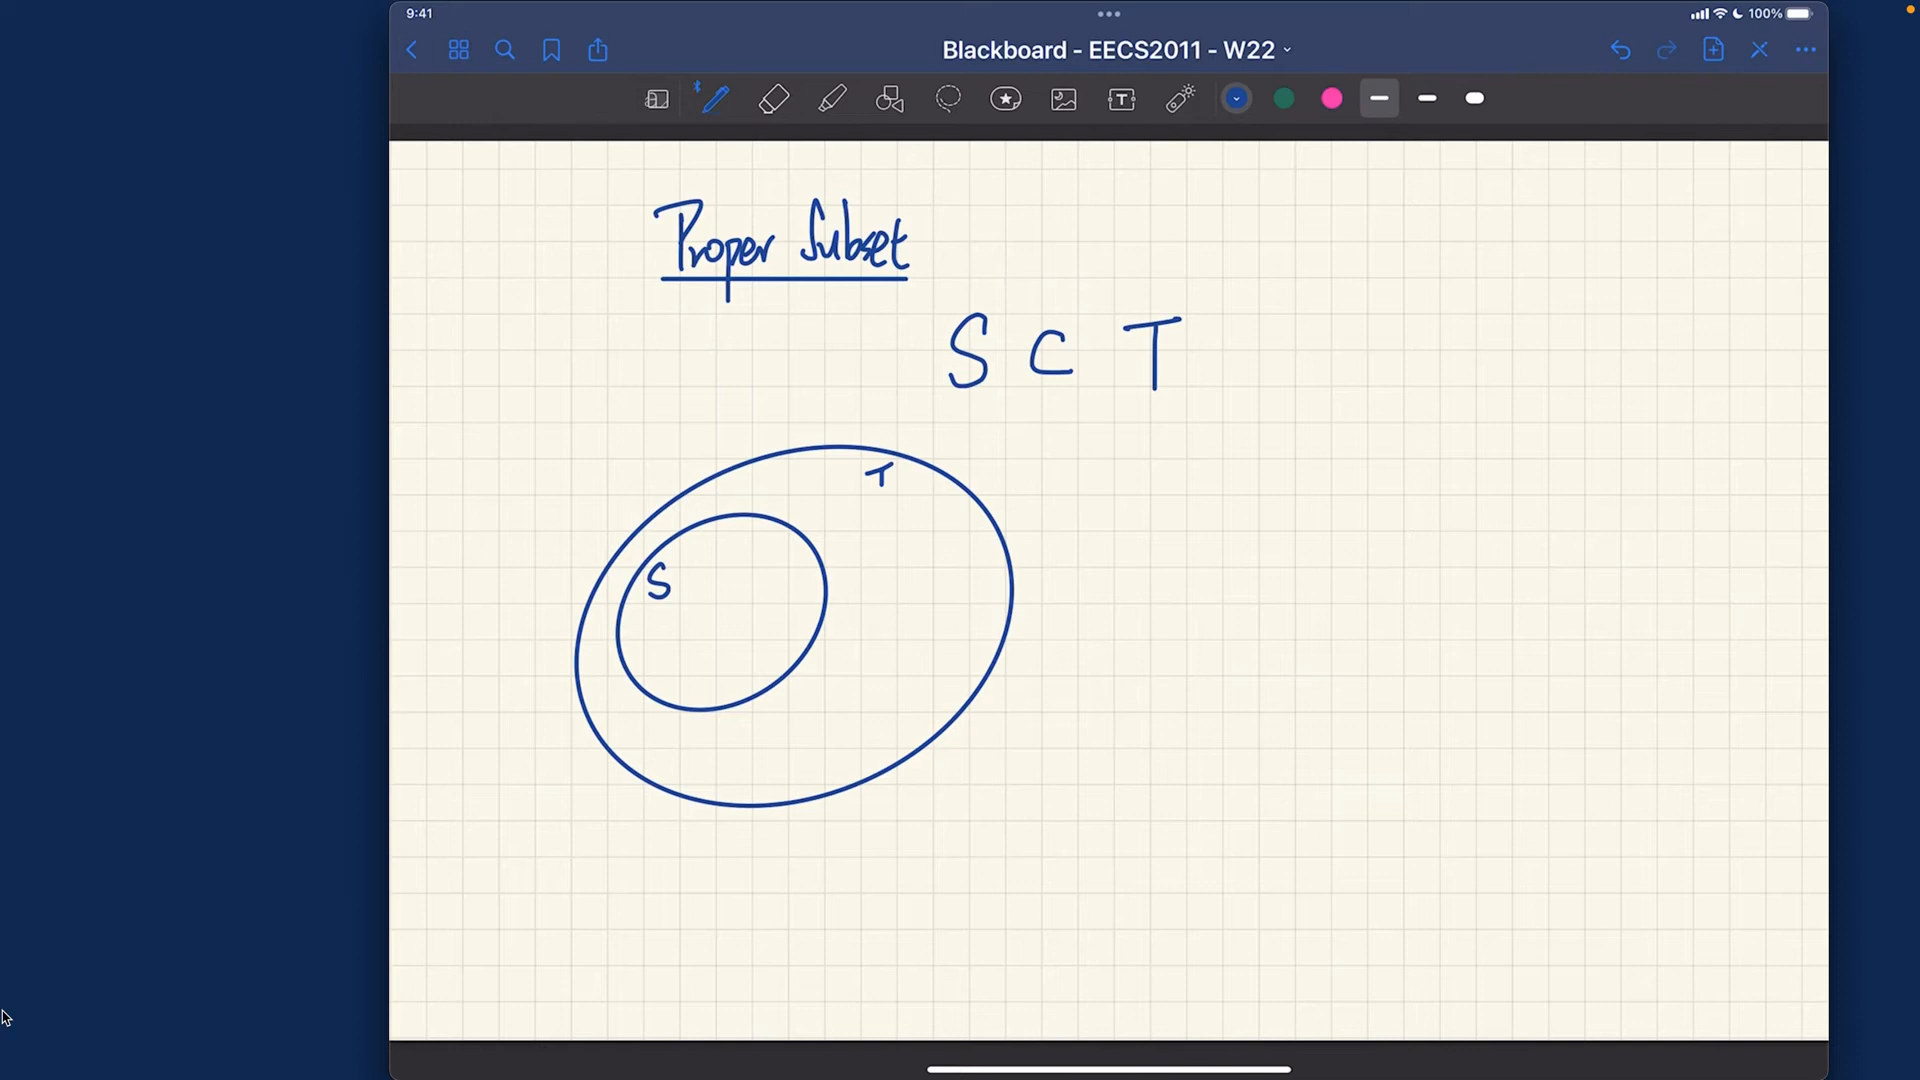 9:41
100%
Blackboard - EECS2011 - W22
Proper Subset
S ⊂ T
T
S